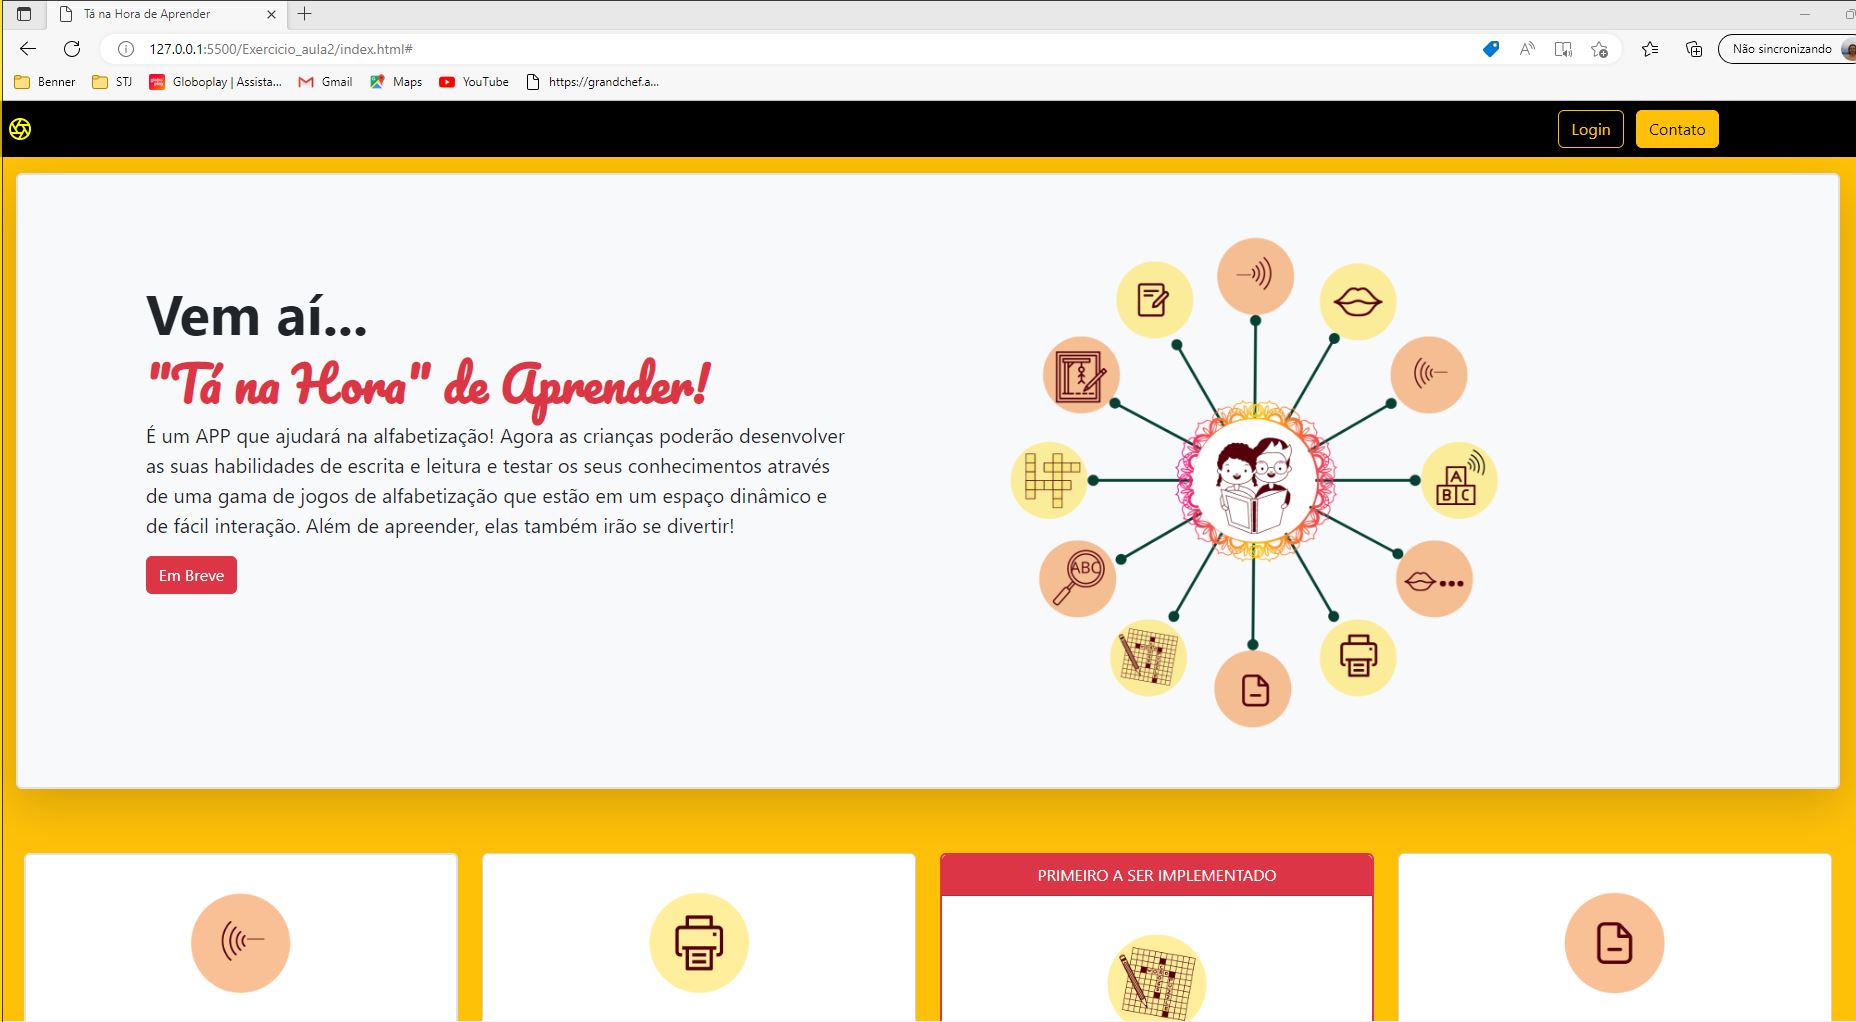 Tá na Hora de Aprender
127.0.0.1:5500/Exercicio_aula2/index.html#
Não sincronizando
Benner
STJ
Globoplay | Assista...
Gmail
Maps
YouTube
https://grandchef.a...
Login
Contato
Vem aí...
"Tá na Hora" de Aprender!
É um APP que ajudará na alfabetização! Agora as crianças poderão desenvolver
as suas habilidades de escrita e leitura e testar os seus conhecimentos através
de uma gama de jogos de alfabetização que estão em um espaço dinâmico e
de fácil interação. Além de apreender, elas também irão se divertir!
Em Breve
A
B C
ABC
PRIMEIRO A SER IMPLEMENTADO